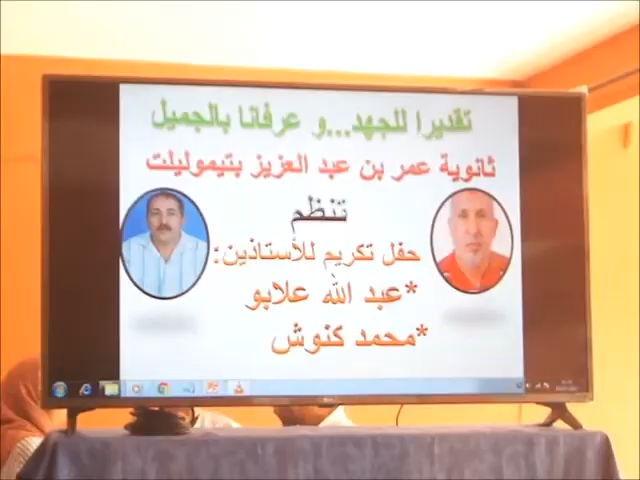 تقديرا للجهد...و عرفانا بالجميل
ثانوية عمر بن عبد العزيز بتيموليلت
تنظم
حفل تكريم للأستاذين:
*عبد الله علابو
*محمد كنوش